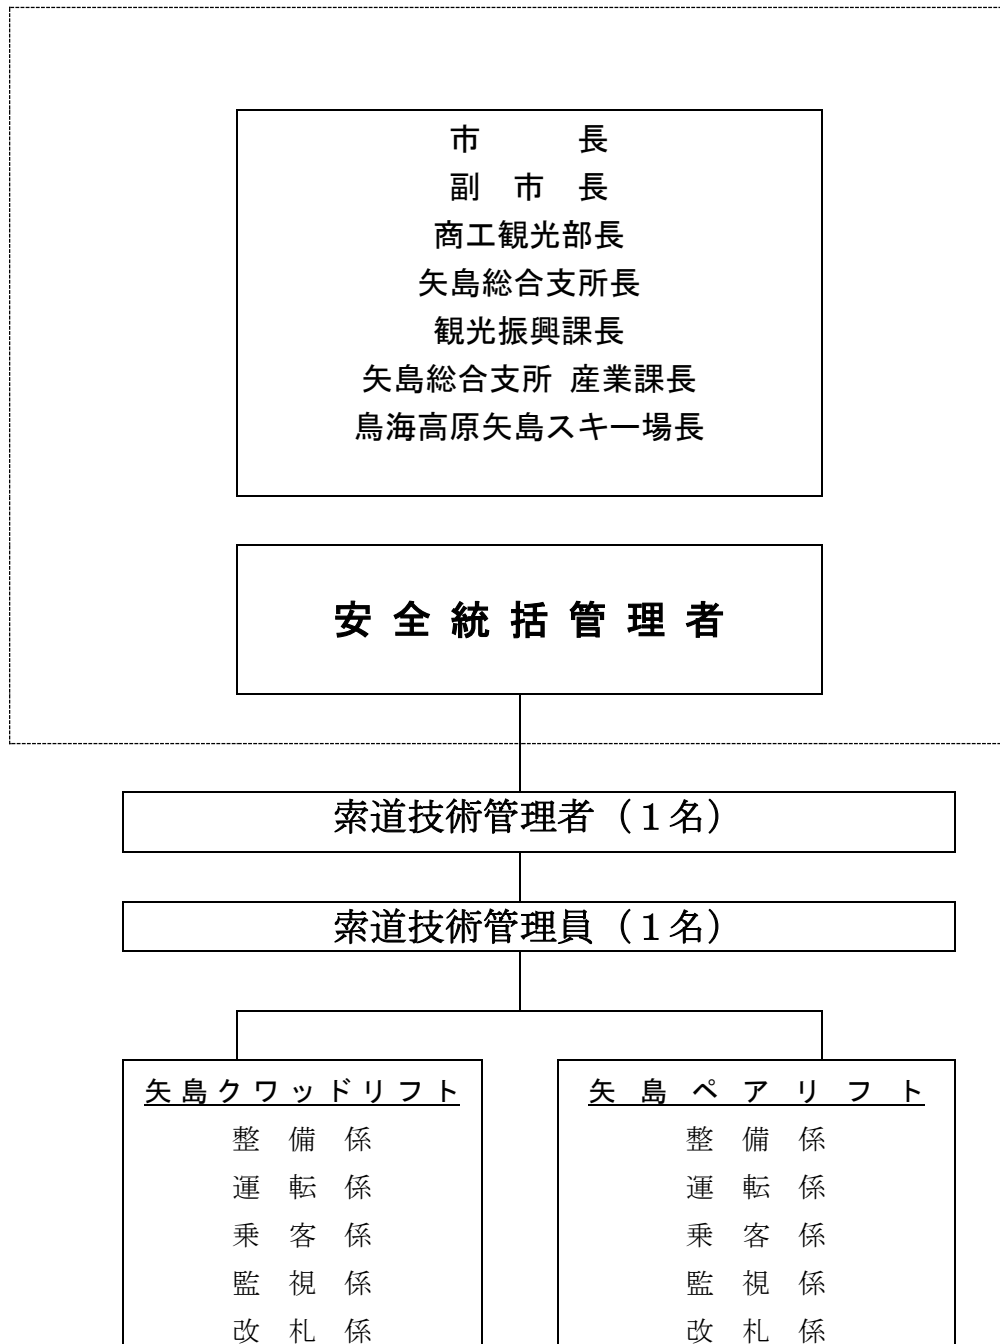 市長
副市長
商工観光部長
矢島総合支所長
観光振興課長
矢島総合支所 産業課長
鳥海高原矢島スキー場長
安全統括管理者
索道技術管理者（１名）
索道技術管理員（１名）
矢島クワッドリフト
整備係
運転係
乗客係
監視係
改札係
矢島ペアリフト
整備係
運転係
乗客係
監視係
改札係